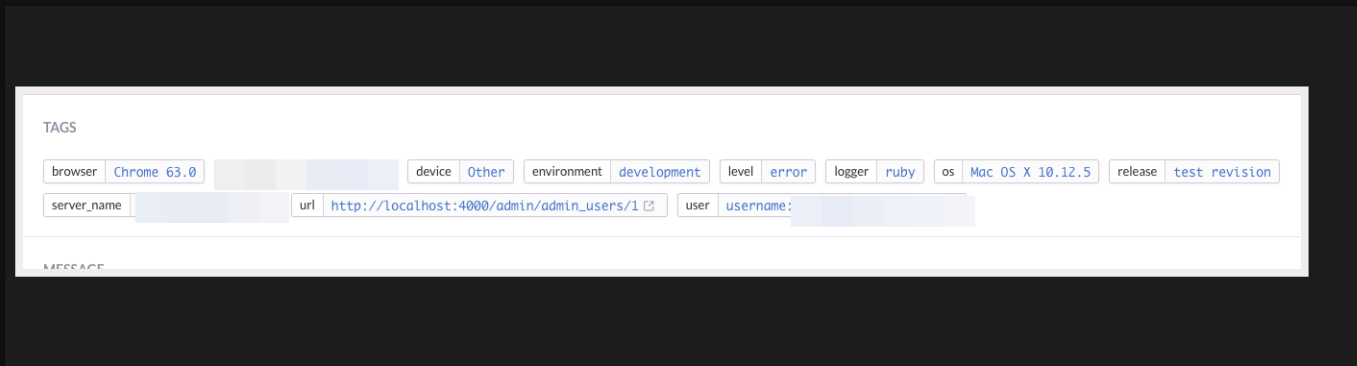 TAGS
browser Chrome 63.0 device Other environment development level error logger ruby os Mac OS X 10.12.5 release test revision
server_name url http://localhost:4000/admin/admin_users/1 user username:
MESSAGE